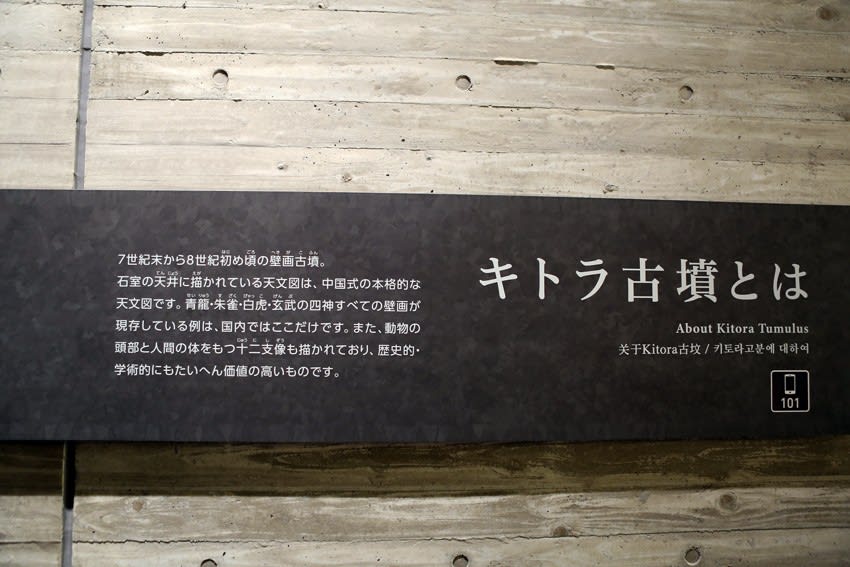 キトラ古墳とは
About Kitora Tumulus
关于Kitora古坟 / 키토라고분에 대하여
101
7世紀末から8世紀初め頃の壁画古墳。
石室の天井に描かれている天文図は、中国式の本格的な
天文図です。青龍・朱雀・白虎・玄武の四神すべての壁画が
現存している例は、国内ではここだけです。また、動物の
頭部と人間の体をもつ十二支像も描かれており、歴史的・
学術的にもたいへん価値の高いものです。